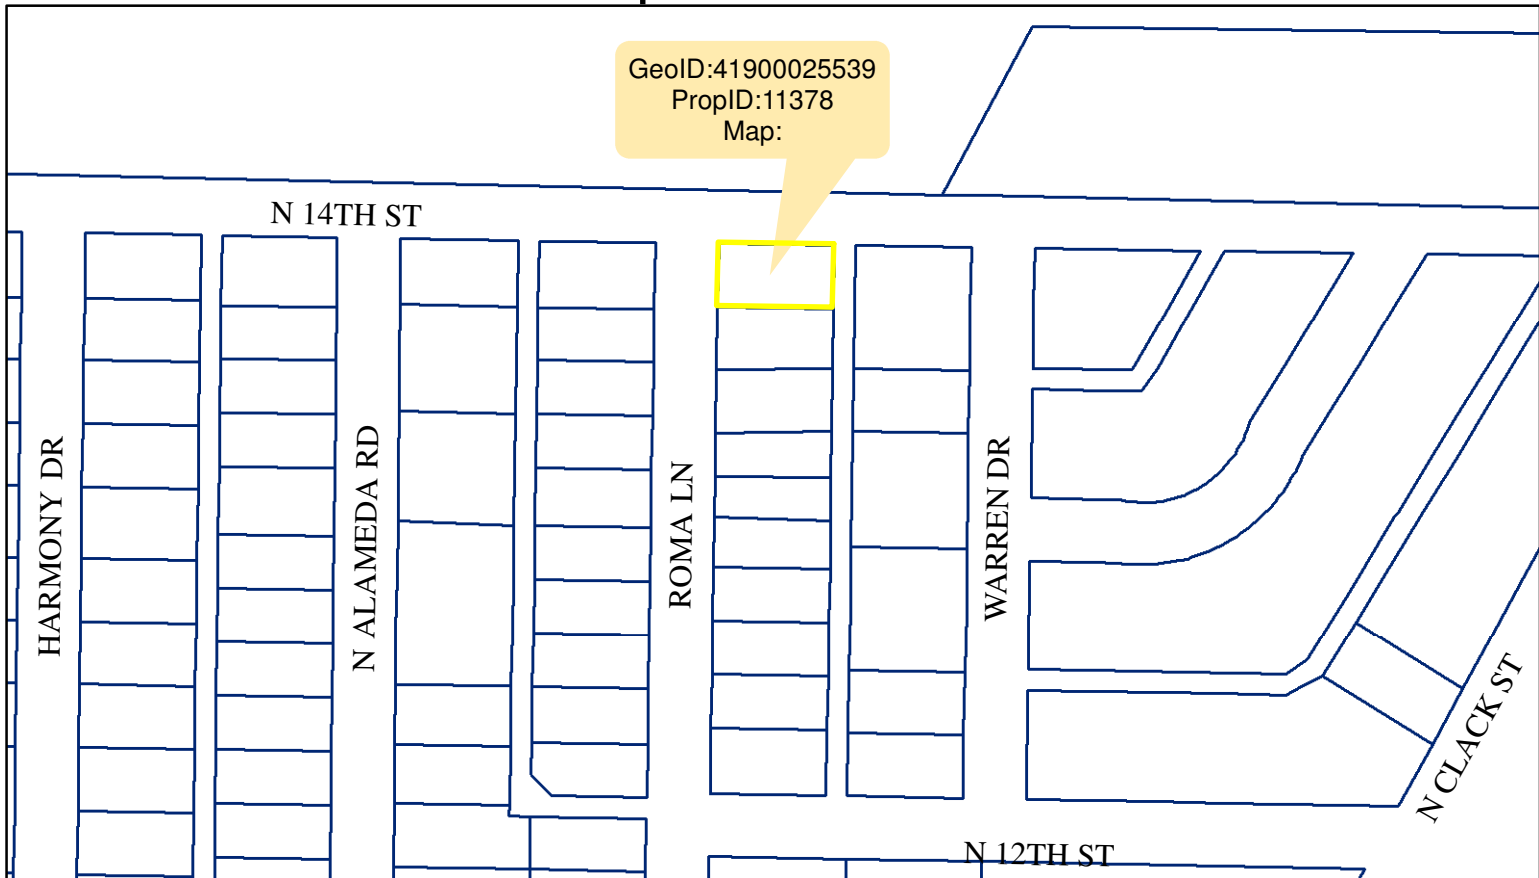 GeoID:41900025539
PropID:11378
Map:
N 14TH ST
HARMONY DR
N ALAMEDA RD
ROMA LN
WARREN DR
N CLACK ST
N 12TH ST